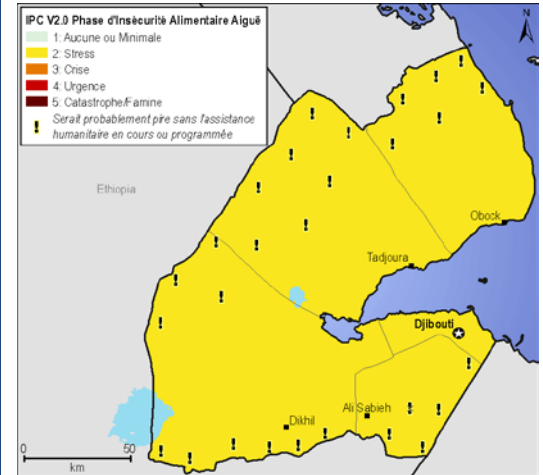 IPC V2.0 Phase d'Insécurité Alimentaire Aiguë
1: Aucune ou Minimale
2: Stress
3: Crise
4: Urgence
5: Catastrophe/Famine
! Serait probablement pire sans l'assistance
humanitaire en cours ou programmée
N
Ethiopia
Obock
Tadjoura
Djibouti
Ali Sabieh
Dikhil
0 50
km